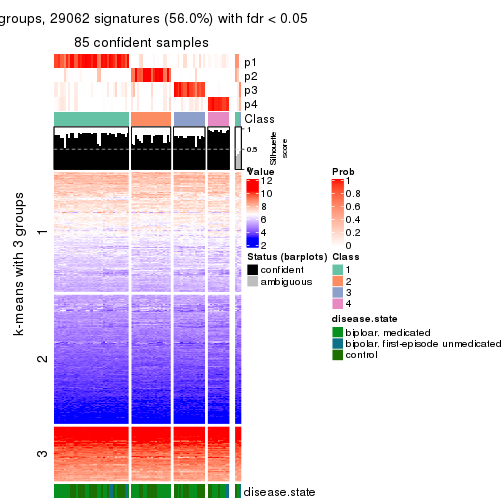 groups, 29062 signatures (56.0%) with fdr < 0.05
85 confident samples
p1
p2
p3
p4
Class
1
0.5
0
Silhouette
score
k-means with 3 groups
1
2
3
Value
12
10
8
6
4
2
Prob
1
0.8
0.6
0.4
0.2
0
Status (barplots)
confident
ambiguous
Class
1
2
3
4
disease.state
biploar. medicated
bipolar. first-episode unmedicated
control
disease.state